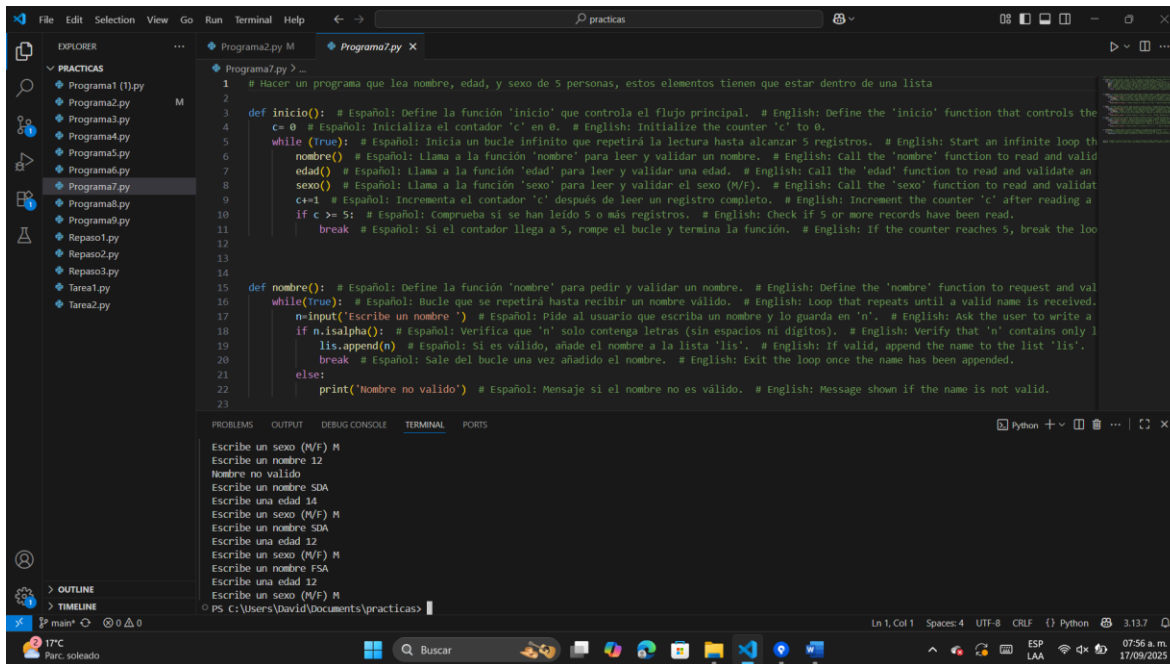 File Edit Selection View Go Run Terminal Help
practicas
EXPLORER
PRACTICAS
Programa1 (1).py
Programa2.py M
Programa3.py
Programa4.py
Programa5.py
Programa6.py
Programa7.py
Programa8.py
Programa9.py
Repaso1.py
Repaso2.py
Repaso3.py
Tarea1.py
Tarea2.py
OUTLINE
TIMELINE
Programa2.py M Programa7.py
Programa7.py > ...
1 # Hacer un programa que lea nombre, edad, y sexo de 5 personas, estos elementos tienen que estar dentro de una lista
2
3 def inicio(): # Español: Define la función 'inicio' que controla el flujo principal. # English: Define the 'inicio' function that controls the
4 c= 0 # Español: Inicializa el contador 'c' en 0. # English: Initialize the counter 'c' to 0.
5 while (True): # Español: Inicia un bucle infinito que repetirá la lectura hasta alcanzar 5 registros. # English: Start an infinite loop th
6 nombre() # Español: Llama a la función 'nombre' para leer y validar un nombre. # English: Call the 'nombre' function to read and valid
7 edad() # Español: Llama a la función 'edad' para leer y validar una edad. # English: Call the 'edad' function to read and validate an
8 sexo() # Español: Llama a la función 'sexo' para leer y validar el sexo (M/F). # English: Call the 'sexo' function to read and validat
9 c+=1 # Español: Incrementa el contador 'c' después de leer un registro completo. # English: Increment the counter 'c' after reading a
10 if c >= 5: # Español: Comprueba si se han leído 5 o más registros. # English: Check if 5 or more records have been read.
11 break # Español: Si el contador llega a 5, rompe el bucle y termina la función. # English: If the counter reaches 5, break the loo
12
13
14
15 def nombre(): # Español: Define la función 'nombre' para pedir y validar un nombre. # English: Define the 'nombre' function to request and val
16 while(True): # Español: Bucle que se repetirá hasta recibir un nombre válido. # English: Loop that repeats until a valid name is received.
17 n=input('Escribe un nombre ') # Español: Pide al usuario que escriba un nombre y lo guarda en 'n'. # English: Ask the user to write a
18 if n.isalpha(): # Español: Verifica que 'n' solo contenga letras (sin espacios ni dígitos). # English: Verify that 'n' contains only l
19 lis.append(n) # Español: Si es válido, añade el nombre a la lista 'lis'. # English: If valid, append the name to the list 'lis'.
20 break # Español: Sale del bucle una vez añadido el nombre. # English: Exit the loop once the name has been appended.
21 else:
22 print('Nombre no valido') # Español: Mensaje si el nombre no es válido. # English: Message shown if the name is not valid.
23
PROBLEMS OUTPUT DEBUG CONSOLE TERMINAL PORTS
Python
Escribe un sexo (M/F) M
Escribe un nombre 12
Nombre no valido
Escribe un nombre SDA
Escribe una edad 14
Escribe un sexo (M/F) M
Escribe un nombre SDA
Escribe una edad 12
Escribe un sexo (M/F) M
Escribe un nombre FSA
Escribe una edad 12
Escribe un sexo (M/F) M
PS C:\Users\David\Documents\practicas>
main* 0 0 Ln 1, Col 1 Spaces: 4 UTF-8 CRLF {} Python 3.13.7
2 17°C
Parc. soleado
Buscar
ESP
LAA
07:56 a. m.
17/09/2025